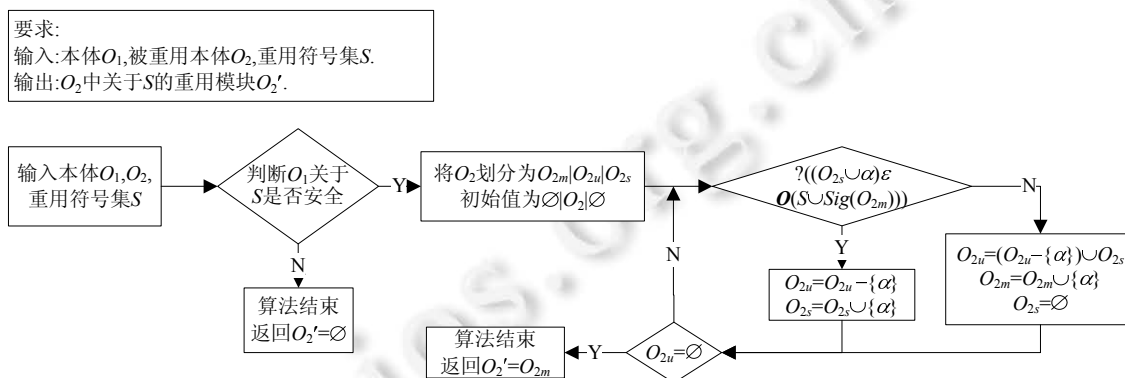 要求:
输入:本体O₁,被重用本体O₂,重用符号集S.
输出:O₂中关于S的重用模块O₂′.
输入本体O₁,O₂,
重用符号集S
判断O₁关于
S是否安全
Y
N
算法结束
返回O₂′=∅
将O₂划分为O₂ₘ|O₂ᵤ|O₂ₛ
初始值为∅|O₂|∅
?((O₂ₛ∪α)ε
O(S∪Sig(O₂ₘ)))
Y
N
O₂ᵤ=O₂ᵤ−{α}
O₂ₛ=O₂ₛ∪{α}
O₂ᵤ=(O₂ᵤ−{α})∪O₂ₛ
O₂ₘ=O₂ₘ∪{α}
O₂ₛ=∅
N
O₂ᵤ=∅
Y
算法结束
返回O₂′=O₂ₘ